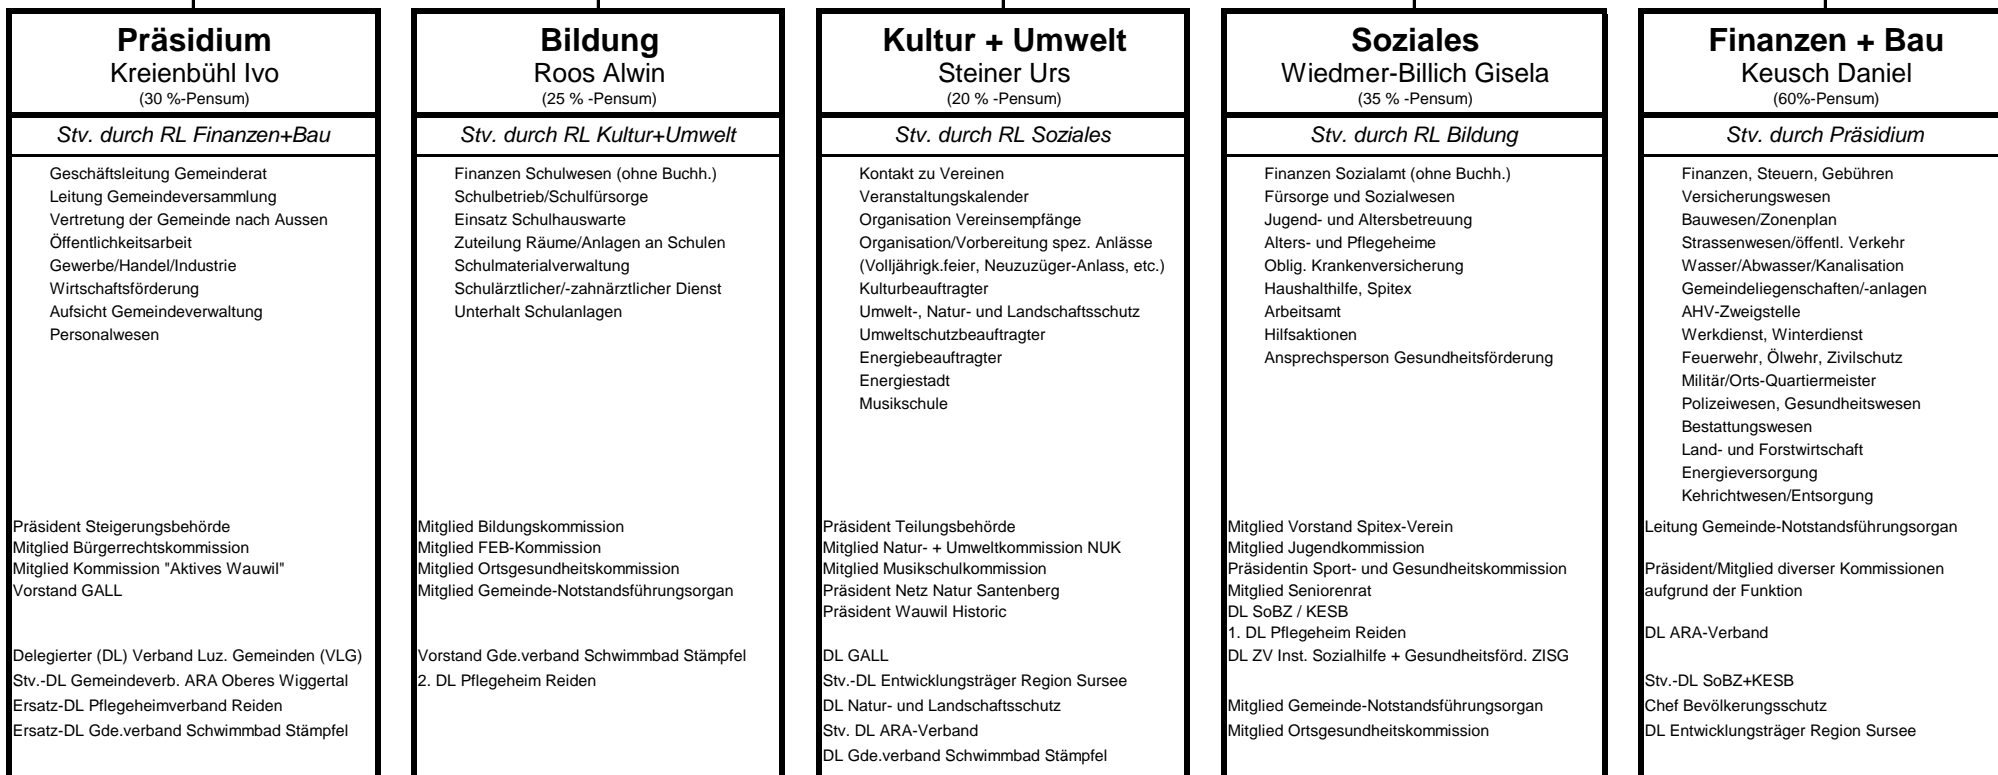 Präsidium
Kreienbühl Ivo
(30 %-Pensum)
Stv. durch RL Finanzen+Bau
Geschäftsleitung Gemeinderat
Leitung Gemeindeversammlung
Vertretung der Gemeinde nach Aussen
Öffentlichkeitsarbeit
Gewerbe/Handel/Industrie
Wirtschaftsförderung
Aufsicht Gemeindeverwaltung
Personalwesen
Präsident Steigerungsbehörde
Mitglied Bürgerrechtskommission
Mitglied Kommission "Aktives Wauwil"
Vorstand GALL
Delegierter (DL) Verband Luz. Gemeinden (VLG)
Stv.-DL Gemeindeverb. ARA Oberes Wiggertal
Ersatz-DL Pflegeheimverband Reiden
Ersatz-DL Gde.verband Schwimmbad Stämpfel
Bildung
Roos Alwin
(25 % -Pensum)
Stv. durch RL Kultur+Umwelt
Finanzen Schulwesen (ohne Buchh.)
Schulbetrieb/Schulfürsorge
Einsatz Schulhauswarte
Zuteilung Räume/Anlagen an Schulen
Schulmaterialverwaltung
Schulärztlicher/-zahnärztlicher Dienst
Unterhalt Schulanlagen
Mitglied Bildungskommission
Mitglied FEB-Kommission
Mitglied Ortsgesundheitskommission
Mitglied Gemeinde-Notstandsführungsorgan
Vorstand Gde.verband Schwimmbad Stämpfel
2. DL Pflegeheim Reiden
Kultur + Umwelt
Steiner Urs
(20 % -Pensum)
Stv. durch RL Soziales
Kontakt zu Vereinen
Veranstaltungskalender
Organisation Vereinsempfänge
Organisation/Vorbereitung spez. Anlässe
(Volljährigk.feier, Neuzuzüger-Anlass, etc.)
Kulturbeauftragter
Umwelt-, Natur- und Landschaftsschutz
Umweltschutzbeauftragter
Energiebeauftragter
Energiestadt
Musikschule
Präsident Teilungsbehörde
Mitglied Natur- + Umweltkommission NUK
Mitglied Musikschulkommission
Präsident Netz Natur Santenberg
Präsident Wauwil Historic
DL GALL
Stv.-DL Entwicklungsträger Region Sursee
DL Natur- und Landschaftsschutz
Stv. DL ARA-Verband
DL Gde.verband Schwimmbad Stämpfel
Soziales
Wiedmer-Billich Gisela
(35 % -Pensum)
Stv. durch RL Bildung
Finanzen Sozialamt (ohne Buchh.)
Fürsorge und Sozialwesen
Jugend- und Altersbetreuung
Alters- und Pflegeheime
Oblig. Krankenversicherung
Haushalthilfe, Spitex
Arbeitsamt
Hilfsaktionen
Ansprechsperson Gesundheitsförderung
Mitglied Vorstand Spitex-Verein
Mitglied Jugendkommission
Präsidentin Sport- und Gesundheitskommission
Mitglied Seniorenrat
DL SoBZ / KESB
1. DL Pflegeheim Reiden
DL ZV Inst. Sozialhilfe + Gesundheitsförd. ZISG
Mitglied Gemeinde-Notstandsführungsorgan
Mitglied Ortsgesundheitskommission
Finanzen + Bau
Keusch Daniel
(60%-Pensum)
Stv. durch Präsidium
Finanzen, Steuern, Gebühren
Versicherungswesen
Bauwesen/Zonenplan
Strassenwesen/öffentl. Verkehr
Wasser/Abwasser/Kanalisation
Gemeindeliegenschaften/-anlagen
AHV-Zweigstelle
Werkdienst, Winterdienst
Feuerwehr, Ölwehr, Zivilschutz
Militär/Orts-Quartiermeister
Polizeiwesen, Gesundheitswesen
Bestattungswesen
Land- und Forstwirtschaft
Energieversorgung
Kehrichtwesen/Entsorgung
Leitung Gemeinde-Notstandsführungsorgan
Präsident/Mitglied diverser Kommissionen
aufgrund der Funktion
DL ARA-Verband
Stv.-DL SoBZ+KESB
Chef Bevölkerungsschutz
DL Entwicklungsträger Region Sursee